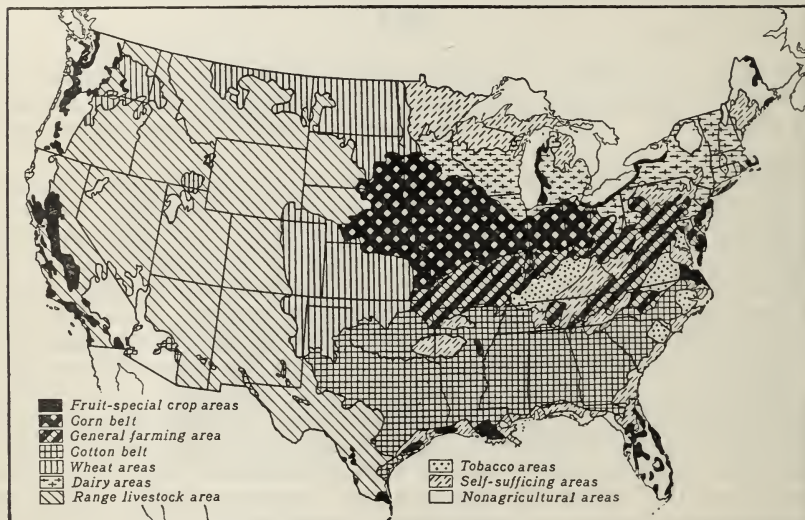 Fruit-special crop areas
Corn belt
General farming area
Cotton belt
Wheat areas
Dairy areas
Range livestock area
Tobacco areas
Self-sufficing areas
Nonagricultural areas